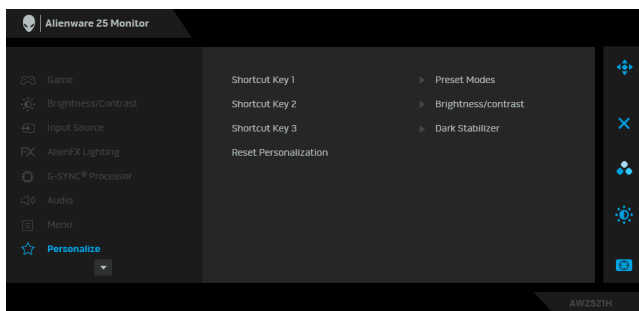 Alienware 25 Monitor
Game
Shortcut Key 1 Preset Modes
Brightness/Contrast
Shortcut Key 2 Brightness/contrast
Input Source
Shortcut Key 3 Dark Stabilizer
AlienFX Lighting
Reset Personalization
G-SYNC® Processor
Audio
Menu
Personalize
AW2521H